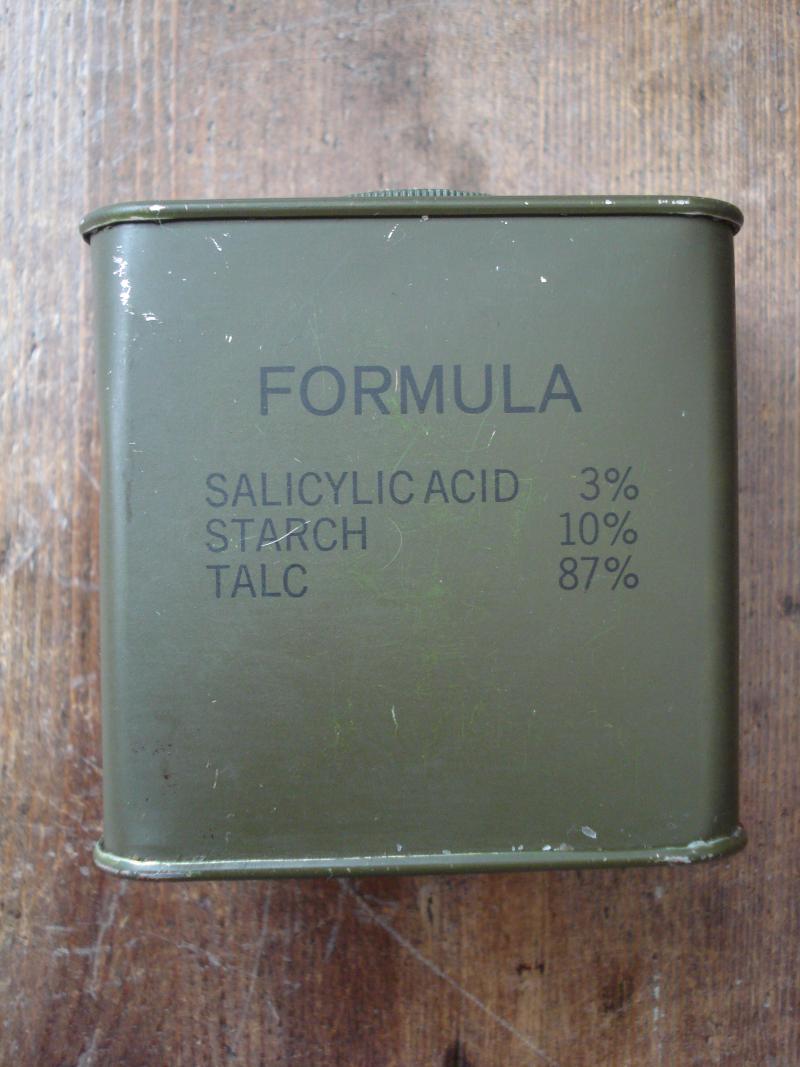 FORMULA
SALICYLIC ACID 3%
STARCH 10%
TALC 87%